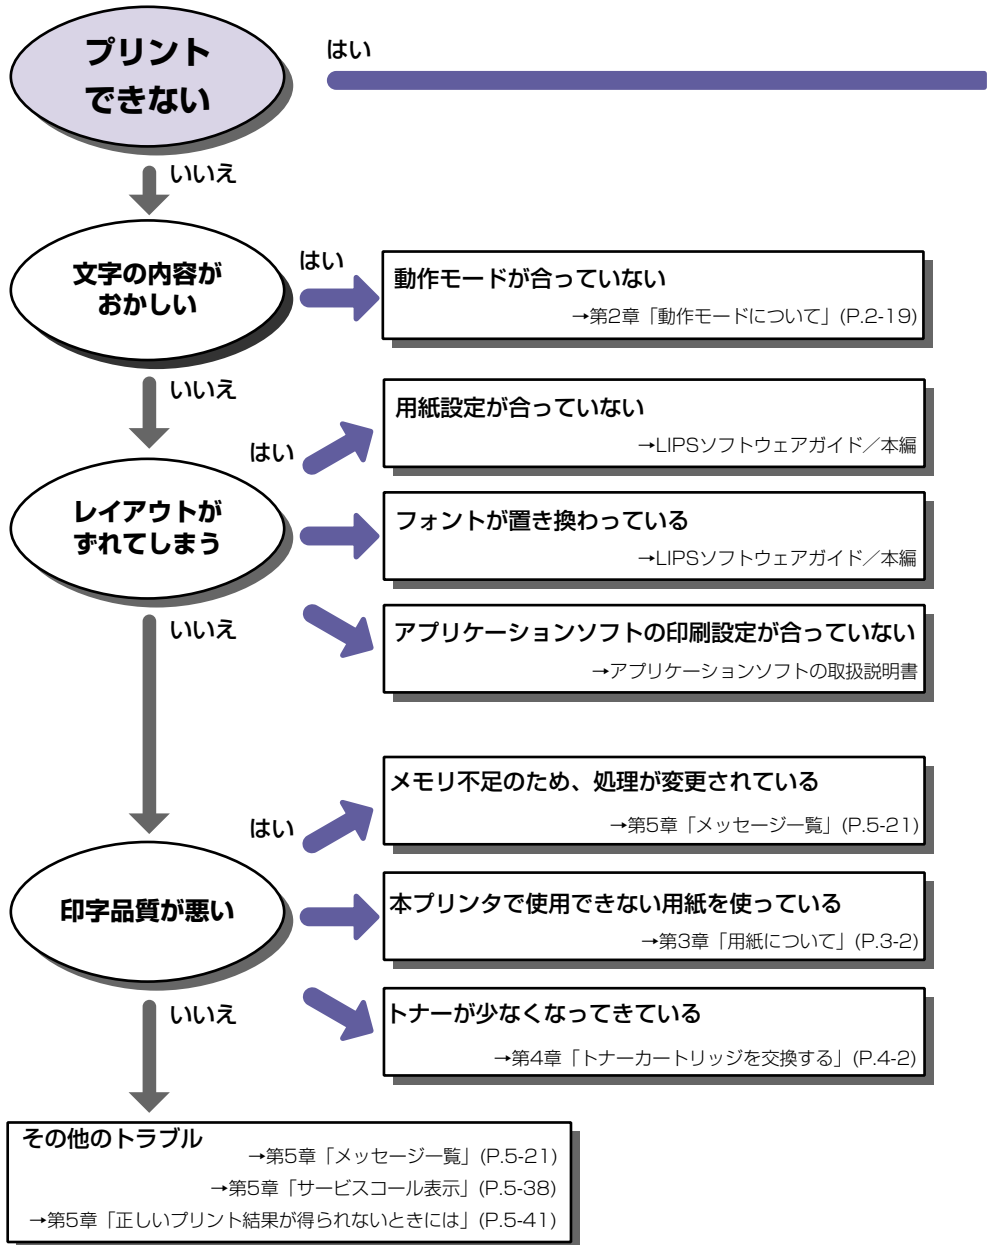 プリント
できない
はい
いいえ
文字の内容が
おかしい
はい
動作モードが合っていない
→第2章「動作モードについて」(P.2-19)
いいえ
レイアウトが
ずれてしまう
はい
用紙設定が合っていない
→LIPSソフトウェアガイド／本編
フォントが置き換わっている
→LIPSソフトウェアガイド／本編
アプリケーションソフトの印刷設定が合っていない
→アプリケーションソフトの取扱説明書
いいえ
印字品質が悪い
はい
メモリ不足のため、処理が変更されている
→第5章「メッセージ一覧」(P.5-21)
本プリンタで使用できない用紙を使っている
→第3章「用紙について」(P.3-2)
トナーが少なくなってきている
→第4章「トナーカートリッジを交換する」(P.4-2)
いいえ
その他のトラブル
→第5章「メッセージ一覧」(P.5-21)
→第5章「サービスコール表示」(P.5-38)
→第5章「正しいプリント結果が得られないときには」(P.5-41)